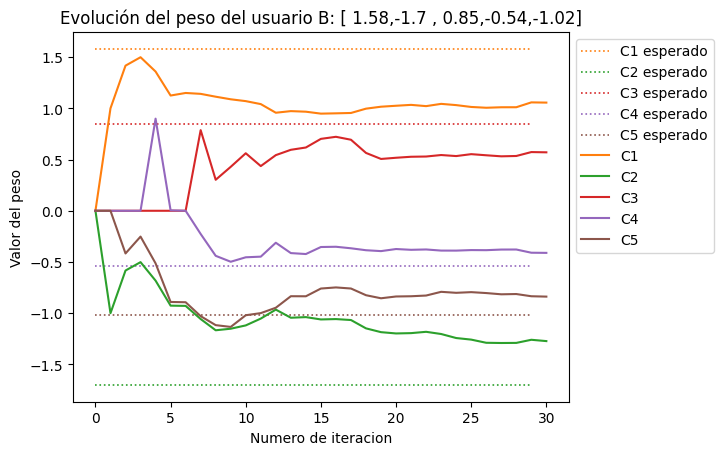 Evolución del peso del usuario B: [ 1.58,-1.7 , 0.85,-0.54,-1.02]
Valor del peso
1.5
1.0
0.5
0.0
−0.5
−1.0
−1.5
0
5
10
15
20
25
30
Numero de iteracion
C1 esperado
C2 esperado
C3 esperado
C4 esperado
C5 esperado
C1
C2
C3
C4
C5